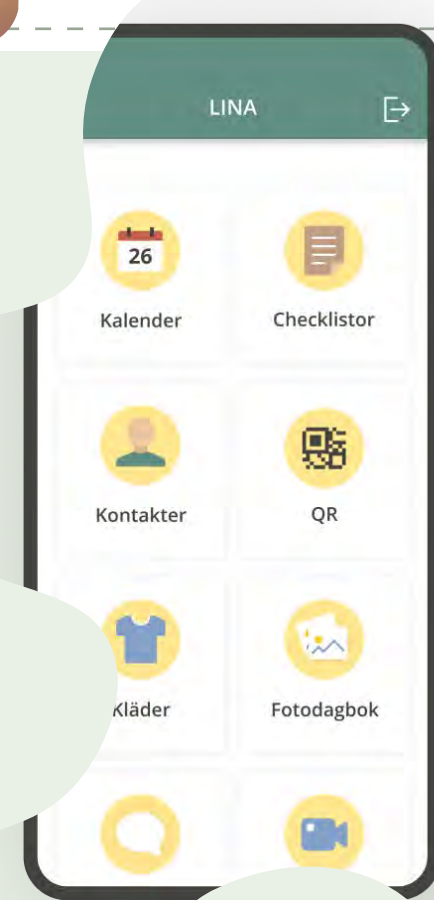 LINA
26
Kalender
Checklistor
Kontakter
QR
Kläder
Fotodagbok